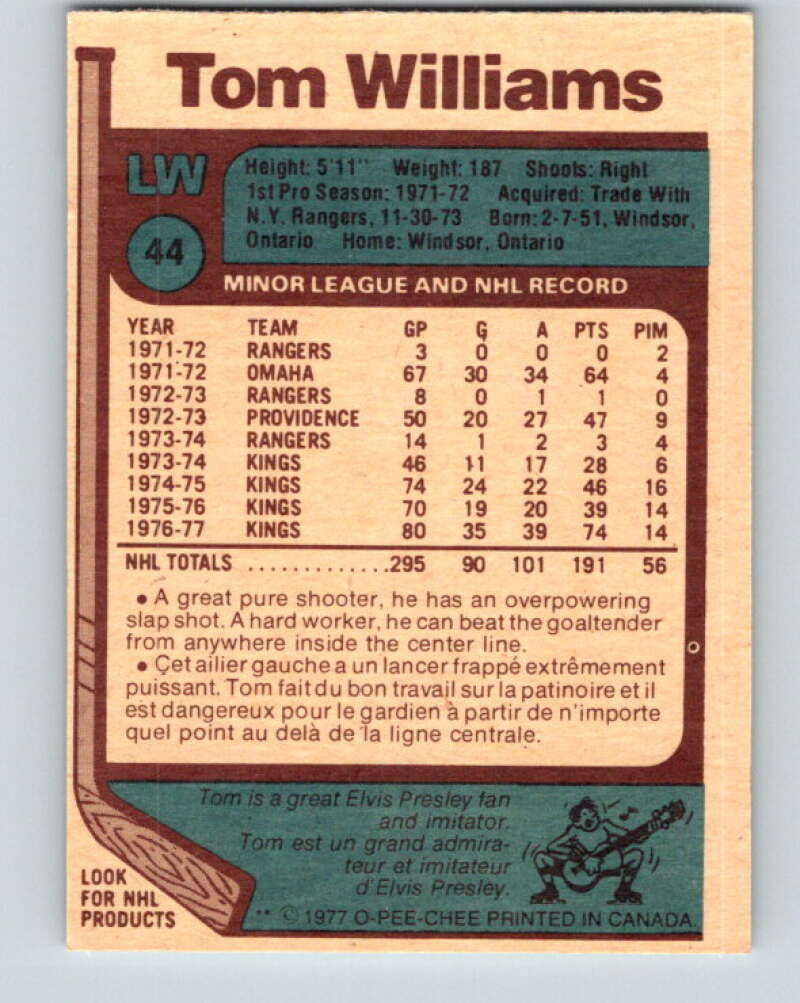 Tom Williams
LW
44
Height: 5'11" Weight: 187 Shoots: Right
1st Pro Season: 1971-72 Acquired: Trade With
N.Y. Rangers, 11-30-73 Born: 2-7-51, Windsor,
Ontario Home: Windsor, Ontario
MINOR LEAGUE AND NHL RECORD
YEAR TEAM GP G A PTS PIM
1971-72 RANGERS 3 0 0 0 2
1971-72 OMAHA 67 30 34 64 4
1972-73 RANGERS 8 0 1 1 0
1972-73 PROVIDENCE 50 20 27 47 9
1973-74 RANGERS 14 1 2 3 4
1973-74 KINGS 46 11 17 28 6
1974-75 KINGS 74 24 22 46 16
1975-76 KINGS 70 19 20 39 14
1976-77 KINGS 80 35 39 74 14
NHL TOTALS .............295 90 101 191 56
• A great pure shooter, he has an overpowering
slap shot. A hard worker, he can beat the goaltender
from anywhere inside the center line.
• Çet ailier gauche a un lancer frappé extrêmement
puissant. Tom fait du bon travail sur la patinoire et il
est dangereux pour le gardien à partir de n'importe
quel point au delà de la ligne centrale.
Tom is a great Elvis Presley fan
and imitator.
Tom est un grand admira-
teur et imitateur
d'Elvis Presley.
LOOK
FOR NHL
PRODUCTS
** © 1977 O-PEE-CHEE PRINTED IN CANADA.